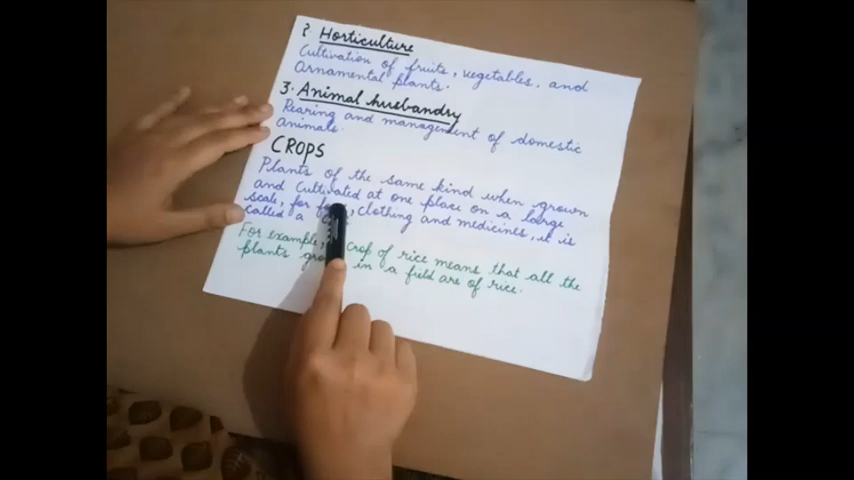 2. Horticulture
Cultivation of fruits, vegetables, and
Ornamental plants.
3. Animal husbandry
Rearing and management of domestic
animals.
CROPS
Plants of the same kind when grown
and Cultivated at one place on a large
scale, for clothing and medicines, it is
called a
For example, crop of rice means that all the
plants in a field are of rice.